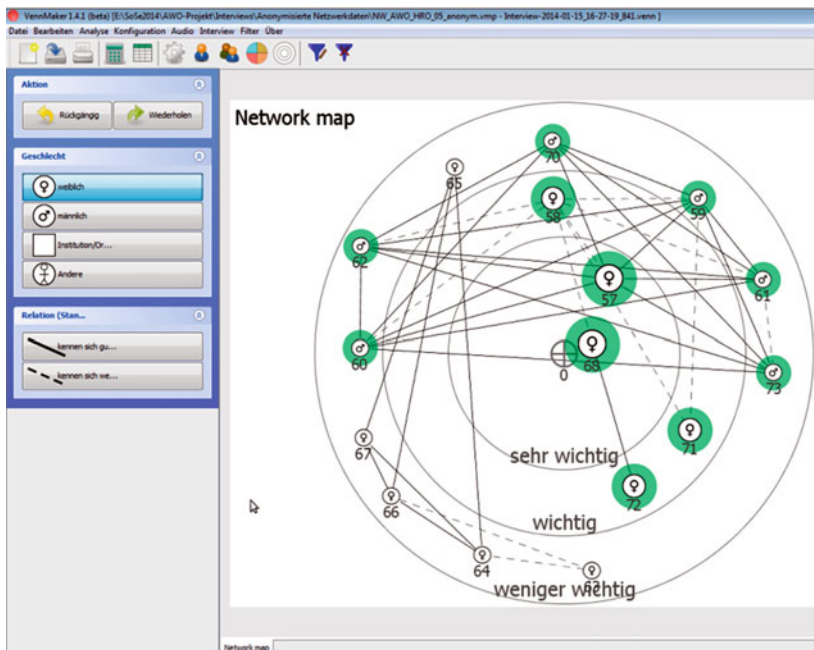 VennMaker 1.4.1 (beta) [E:\SoSe2014\AWO-Projekt\Interviews\Anonymisierte Netzwerkdaten\NW_AWO_HRO_05_anonym.vmp - Interview-2014-01-15_16-27-19_841.venn ]
Datei Bearbeiten Analyse Konfiguration Audio Interview Filter Über
Aktion
Rückgängig Wiederholen
Geschlecht
weiblich
männlich
Institution/Or...
Andere
Relation (Stan...
kennen sich gu...
kennen sich we...
Network map
70
65
58
59
62
57
61
60
68
0
73
67
71
sehr wichtig
72
66
wichtig
64
63
weniger wichtig
Network map